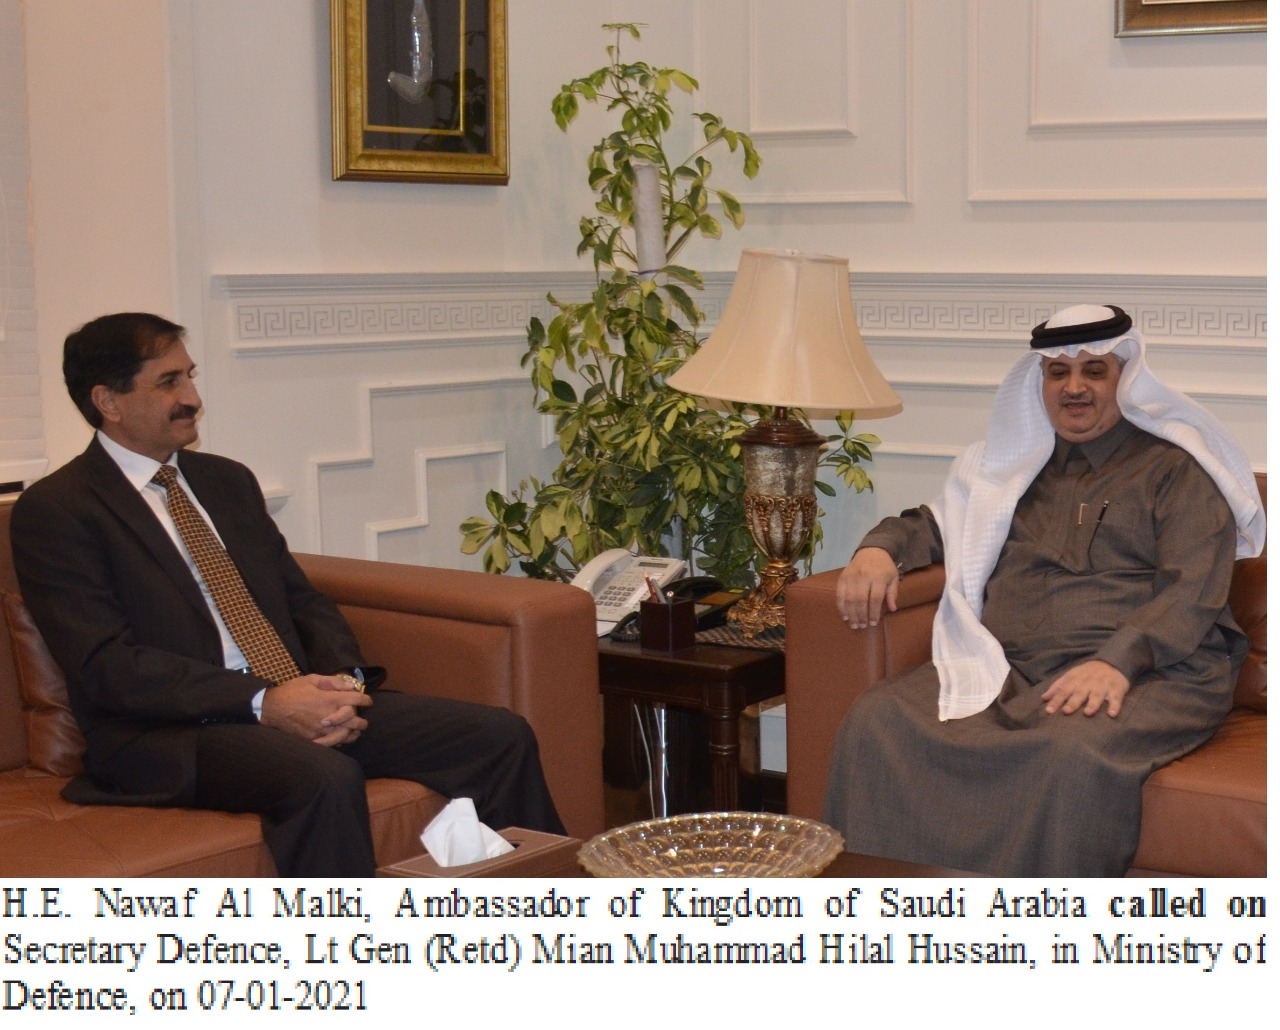 H.E. Nawaf Al Malki, Ambassador of Kingdom of Saudi Arabia called on
Secretary Defence, Lt Gen (Retd) Mian Muhammad Hilal Hussain, in Ministry of
Defence, on 07-01-2021